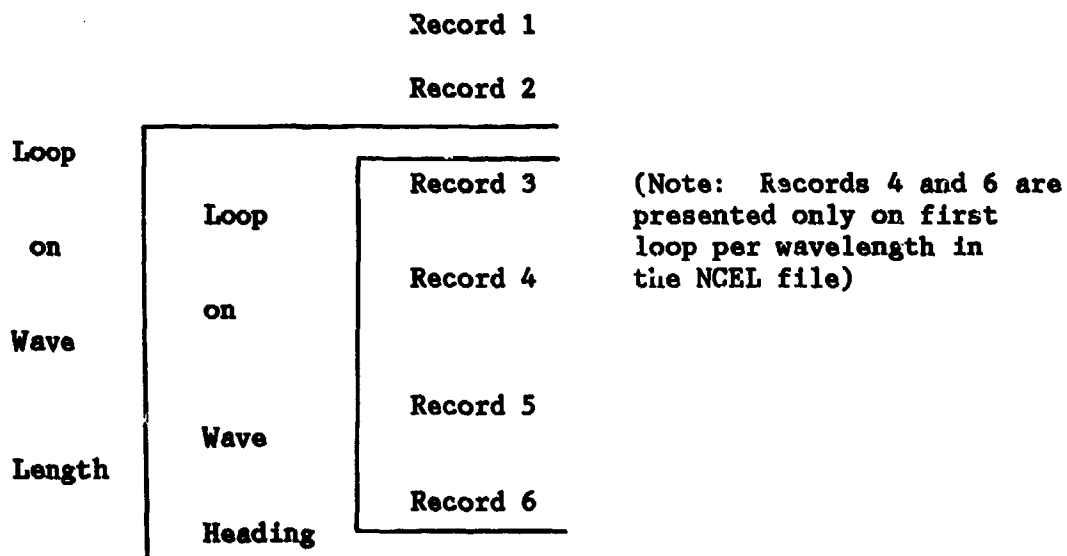 Record 1
Record 2
Loop
on
Wave
Length
Loop
on
Wave
Heading
Record 3
Record 4
Record 5
Record 6
(Note: Records 4 and 6 are
presented only on first
loop per wavelength in
the NCEL file)